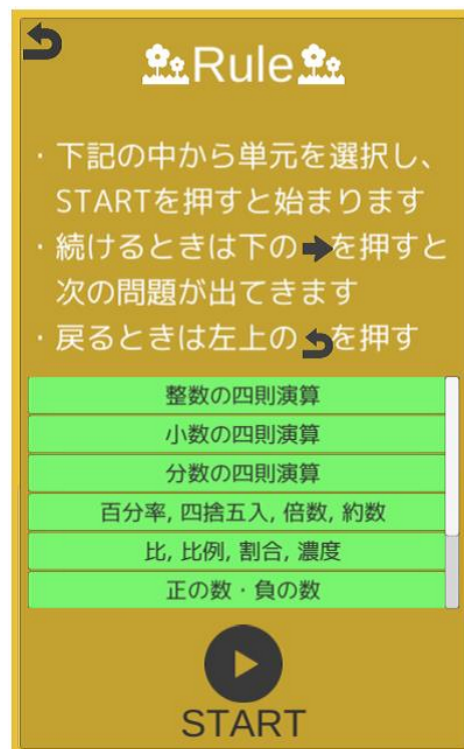 Rule
・下記の中から単元を選択し、
STARTを押すと始まります
・続けるときは下の➡を押すと
次の問題が出てきます
・戻るときは左上の⮌を押す
整数の四則演算
小数の四則演算
分数の四則演算
百分率, 四捨五入, 倍数, 約数
比, 比例, 割合, 濃度
正の数・負の数
START